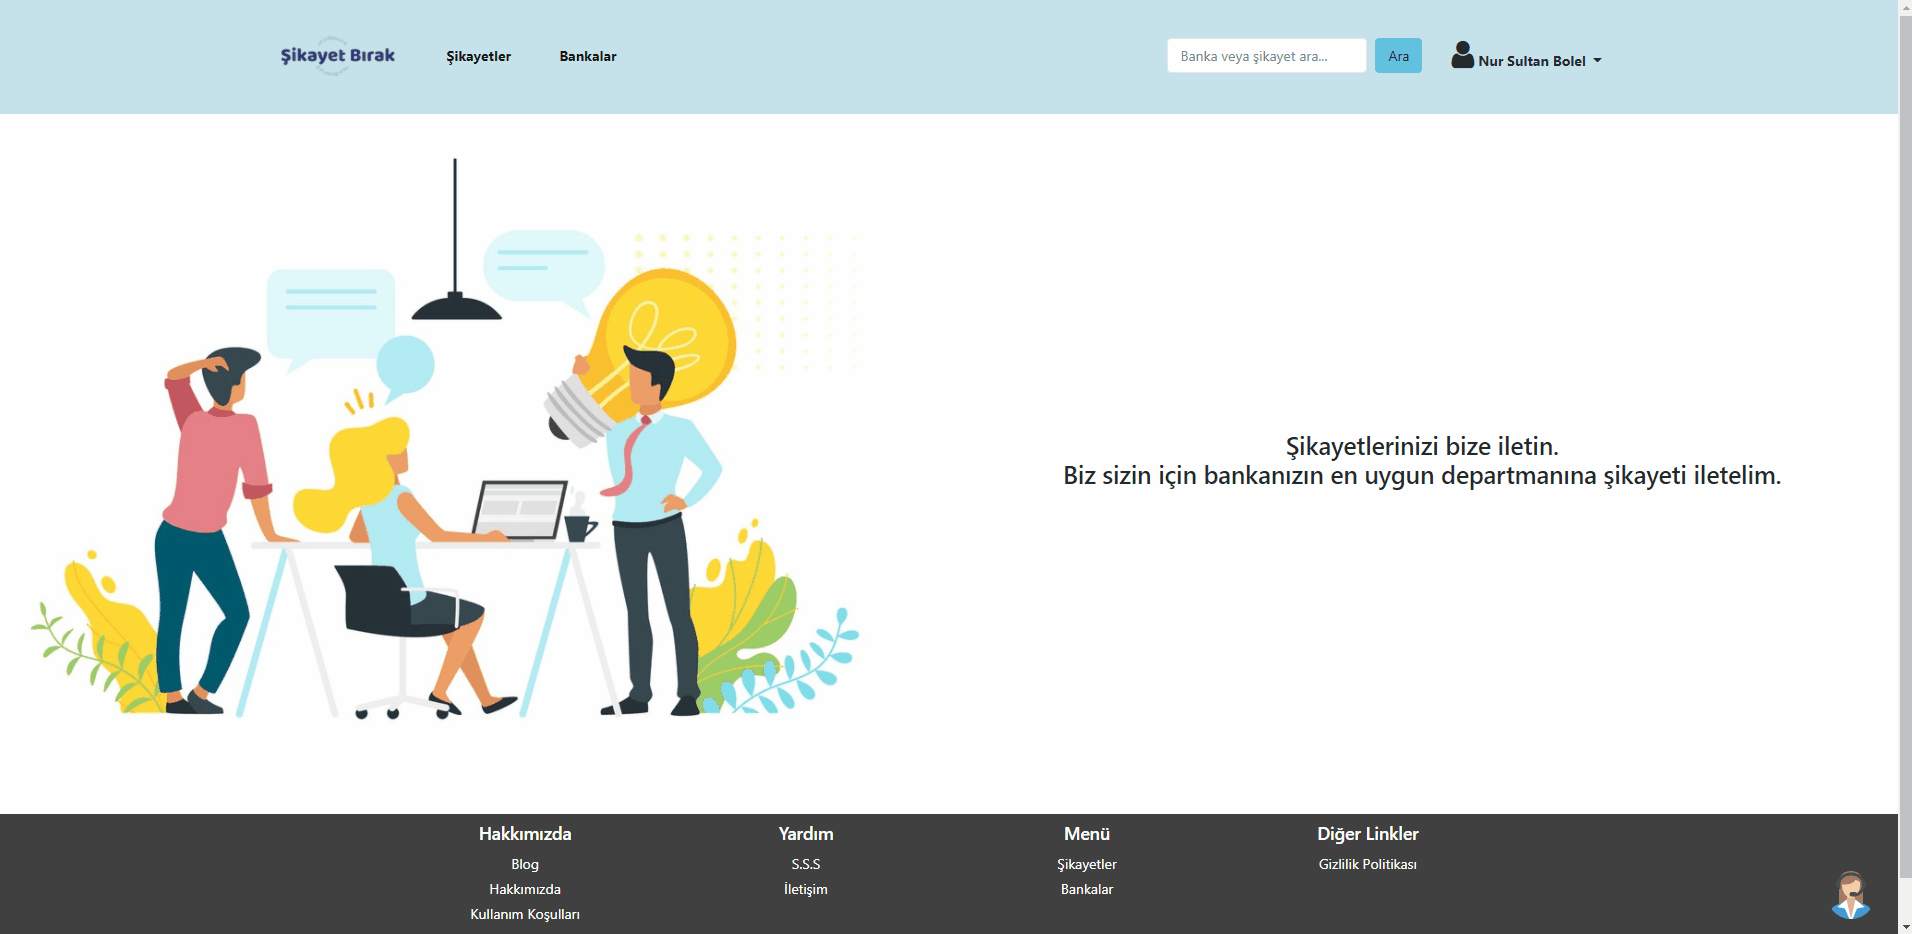 Şikayet Bırak
Şikayetler
Bankalar
Banka veya şikayet ara...
Ara
Nur Sultan Bolel
Şikayetlerinizi bize iletin.
Biz sizin için bankanızın en uygun departmanına şikayeti iletelim.
Hakkımızda
Blog
Hakkımızda
Kullanım Koşulları
Yardım
S.S.S
İletişim
Menü
Şikayetler
Bankalar
Diğer Linkler
Gizlilik Politikası